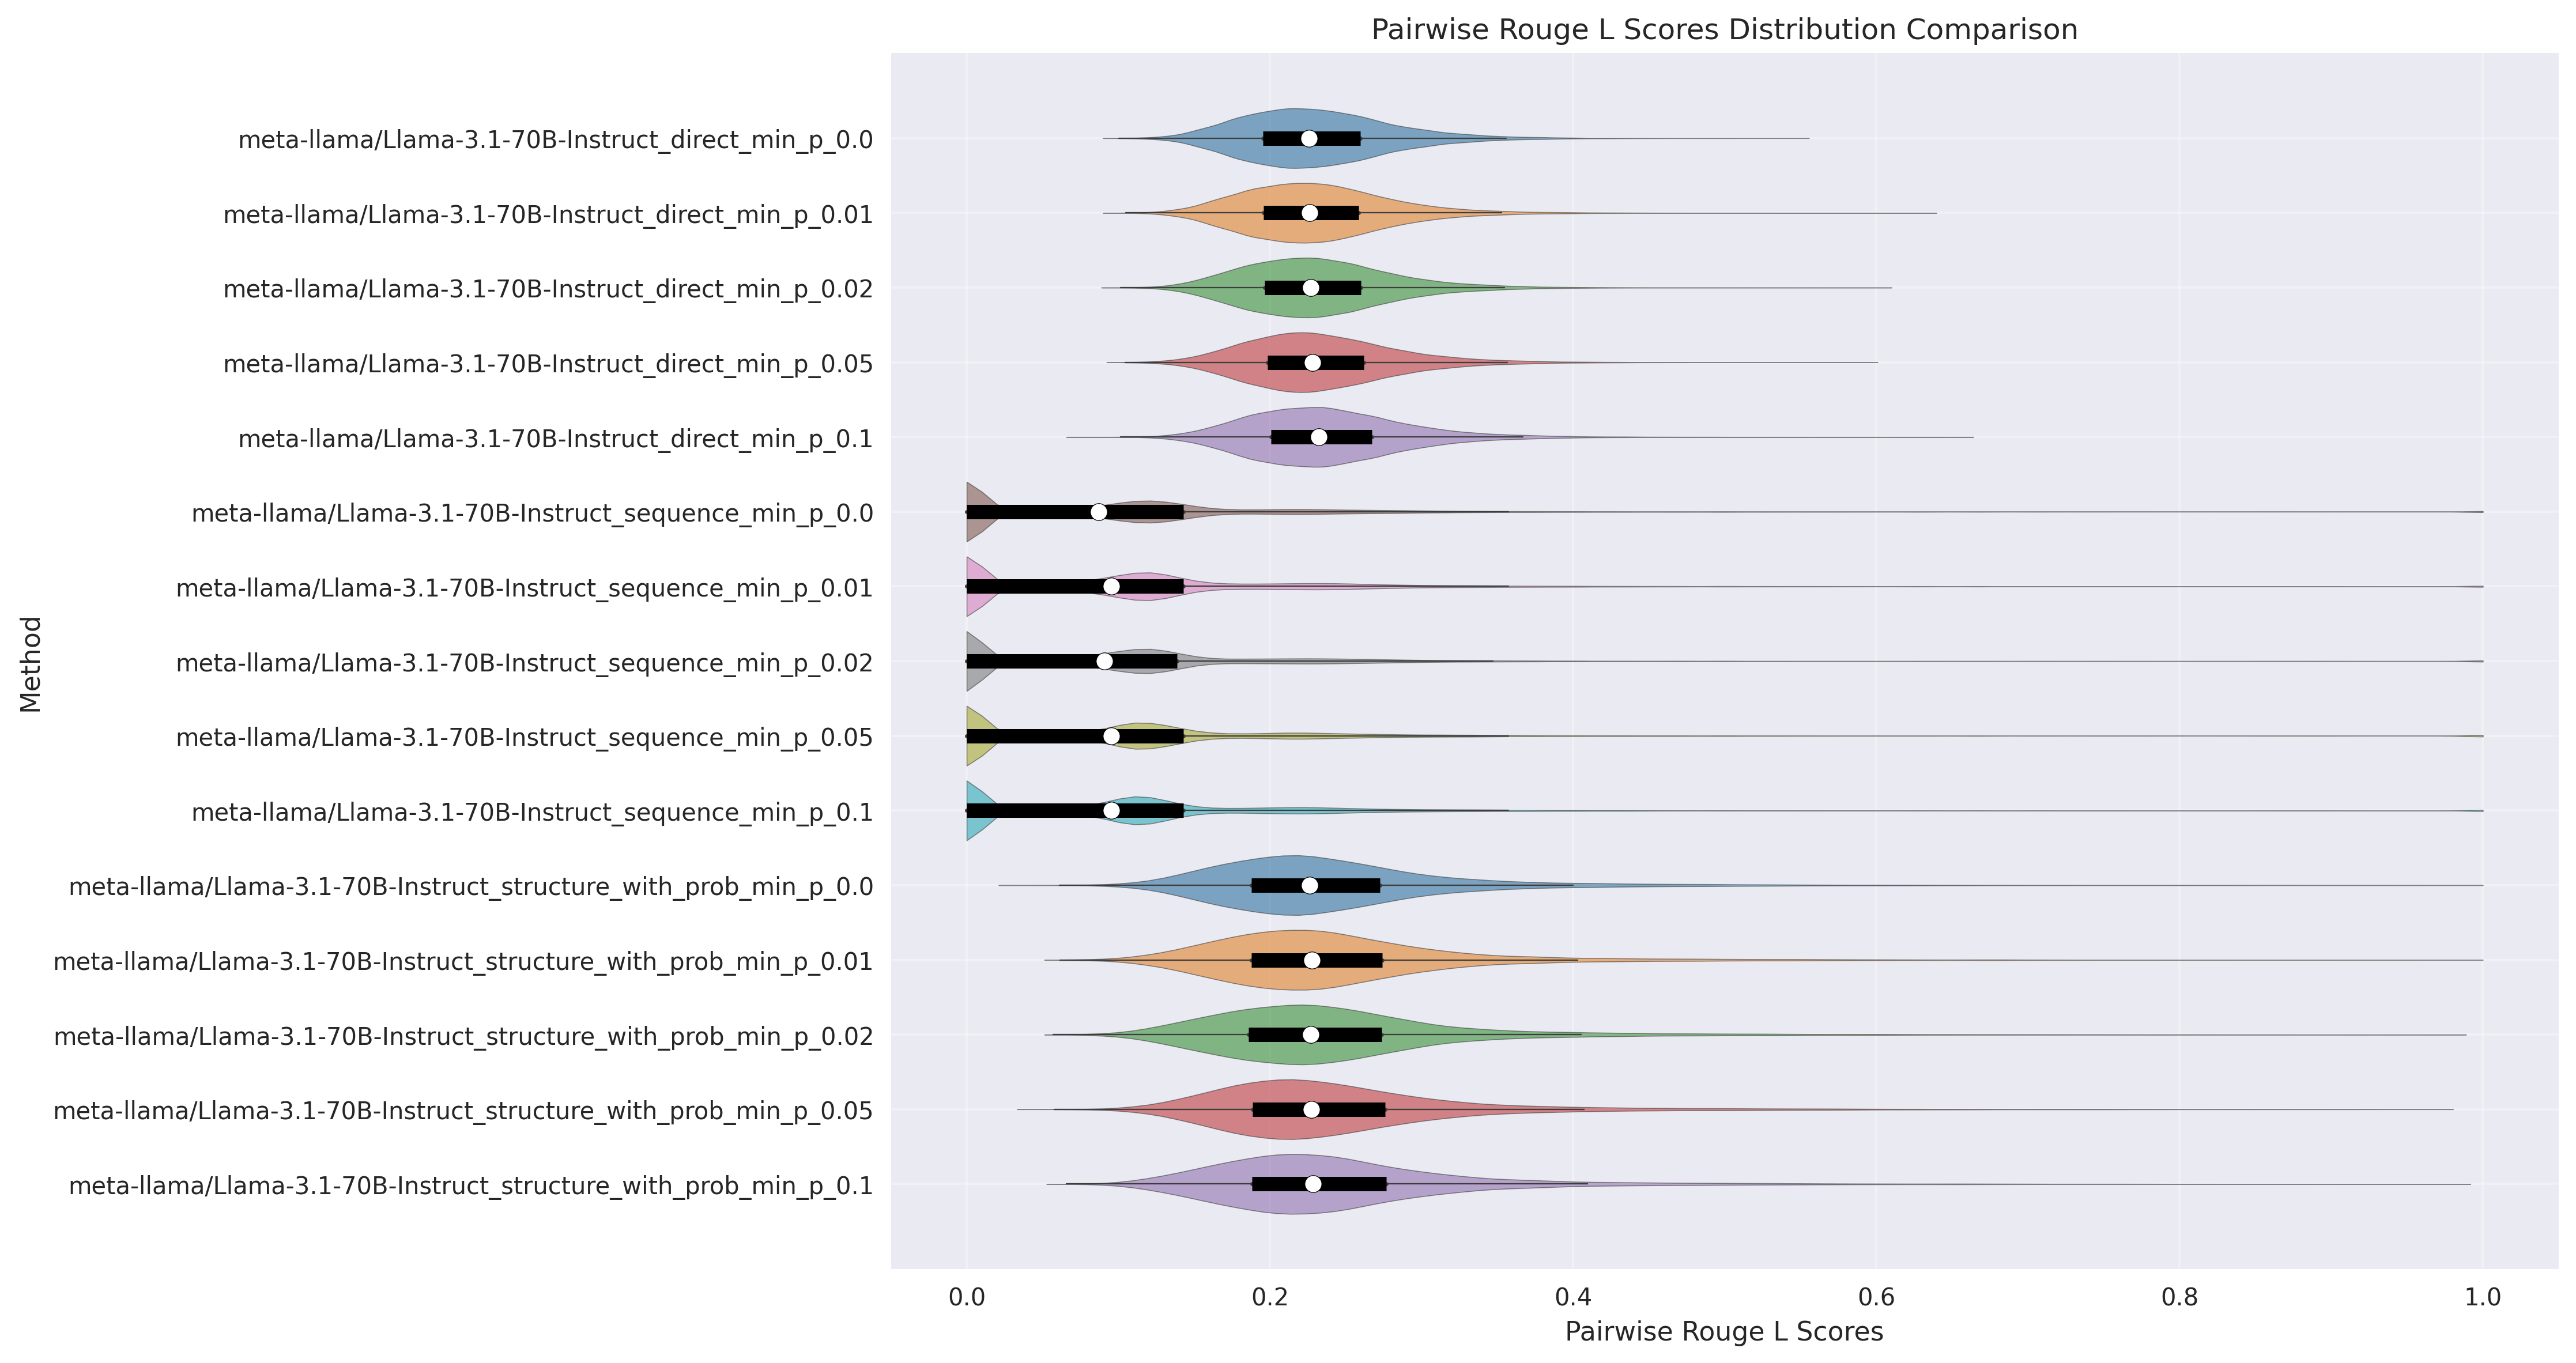 Pairwise Rouge L Scores Distribution Comparison
meta-llama/Llama-3.1-70B-Instruct_direct_min_p_0.0
meta-llama/Llama-3.1-70B-Instruct_direct_min_p_0.01
meta-llama/Llama-3.1-70B-Instruct_direct_min_p_0.02
meta-llama/Llama-3.1-70B-Instruct_direct_min_p_0.05
meta-llama/Llama-3.1-70B-Instruct_direct_min_p_0.1
meta-llama/Llama-3.1-70B-Instruct_sequence_min_p_0.0
meta-llama/Llama-3.1-70B-Instruct_sequence_min_p_0.01
meta-llama/Llama-3.1-70B-Instruct_sequence_min_p_0.02
meta-llama/Llama-3.1-70B-Instruct_sequence_min_p_0.05
meta-llama/Llama-3.1-70B-Instruct_sequence_min_p_0.1
meta-llama/Llama-3.1-70B-Instruct_structure_with_prob_min_p_0.0
meta-llama/Llama-3.1-70B-Instruct_structure_with_prob_min_p_0.01
meta-llama/Llama-3.1-70B-Instruct_structure_with_prob_min_p_0.02
meta-llama/Llama-3.1-70B-Instruct_structure_with_prob_min_p_0.05
meta-llama/Llama-3.1-70B-Instruct_structure_with_prob_min_p_0.1
Method
0.0 0.2 0.4 0.6 0.8 1.0
Pairwise Rouge L Scores